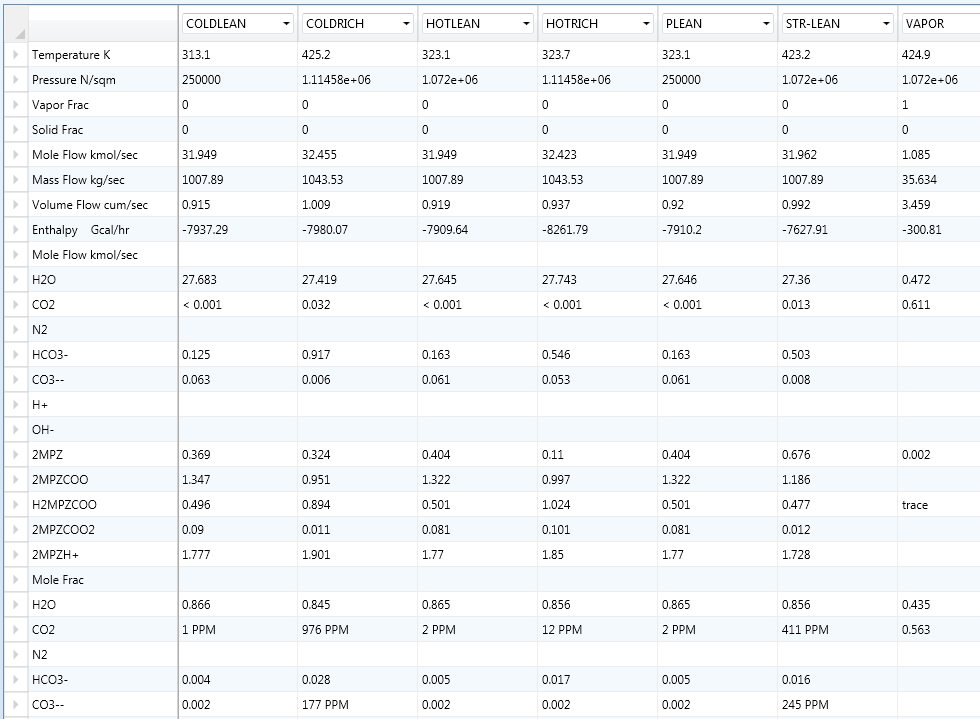 COLDLEAN COLDRICH HOTLEAN HOTRICH PLEAN STR-LEAN VAPOR
Temperature K 313.1 425.2 323.1 323.7 323.1 423.2 424.9
Pressure N/sqm 250000 1.11458e+06 1.072e+06 1.11458e+06 250000 1.072e+06 1.072e+06
Vapor Frac 0 0 0 0 0 0 1
Solid Frac 0 0 0 0 0 0 0
Mole Flow kmol/sec 31.949 32.455 31.949 32.423 31.949 31.962 1.085
Mass Flow kg/sec 1007.89 1043.53 1007.89 1043.53 1007.89 1007.89 35.634
Volume Flow cum/sec 0.915 1.009 0.919 0.937 0.92 0.992 3.459
Enthalpy Gcal/hr -7937.29 -7980.07 -7909.64 -8261.79 -7910.2 -7627.91 -300.81
Mole Flow kmol/sec
H2O 27.683 27.419 27.645 27.743 27.646 27.36 0.472
CO2 < 0.001 0.032 < 0.001 < 0.001 < 0.001 0.013 0.611
N2
HCO3- 0.125 0.917 0.163 0.546 0.163 0.503
CO3-- 0.063 0.006 0.061 0.053 0.061 0.008
H+
OH-
2MPZ 0.369 0.324 0.404 0.11 0.404 0.676 0.002
2MPZCOO 1.347 0.951 1.322 0.997 1.322 1.186
H2MPZCOO 0.496 0.894 0.501 1.024 0.501 0.477 trace
2MPZCOO2 0.09 0.011 0.081 0.101 0.081 0.012
2MPZH+ 1.777 1.901 1.77 1.85 1.77 1.728
Mole Frac
H2O 0.866 0.845 0.865 0.856 0.865 0.856 0.435
CO2 1 PPM 976 PPM 2 PPM 12 PPM 2 PPM 411 PPM 0.563
N2
HCO3- 0.004 0.028 0.005 0.017 0.005 0.016
CO3-- 0.002 177 PPM 0.002 0.002 0.002 245 PPM